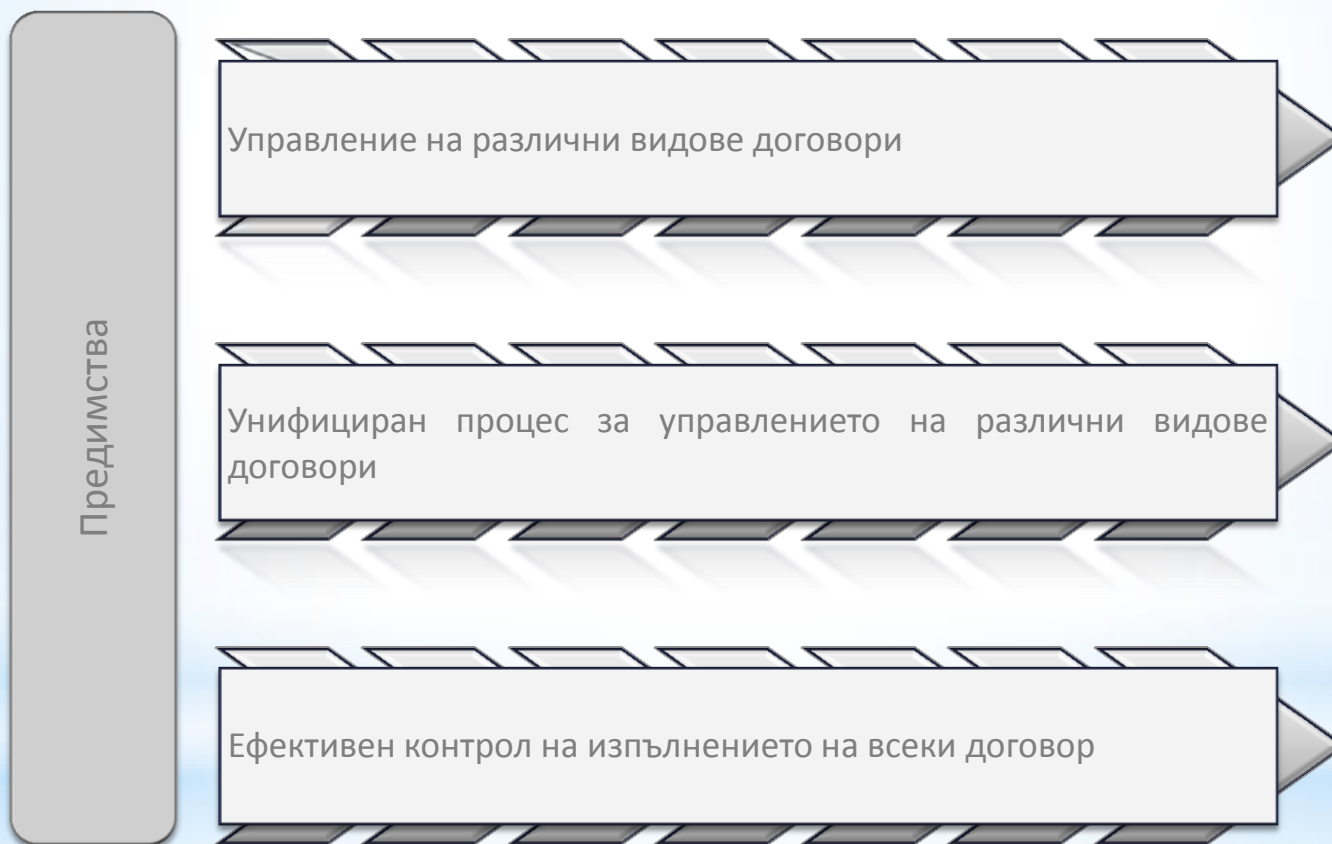 Предимства
Управление на различни видове договори
Унифициран процес за управлението на различни видове
договори
Ефективен контрол на изпълнението на всеки договор